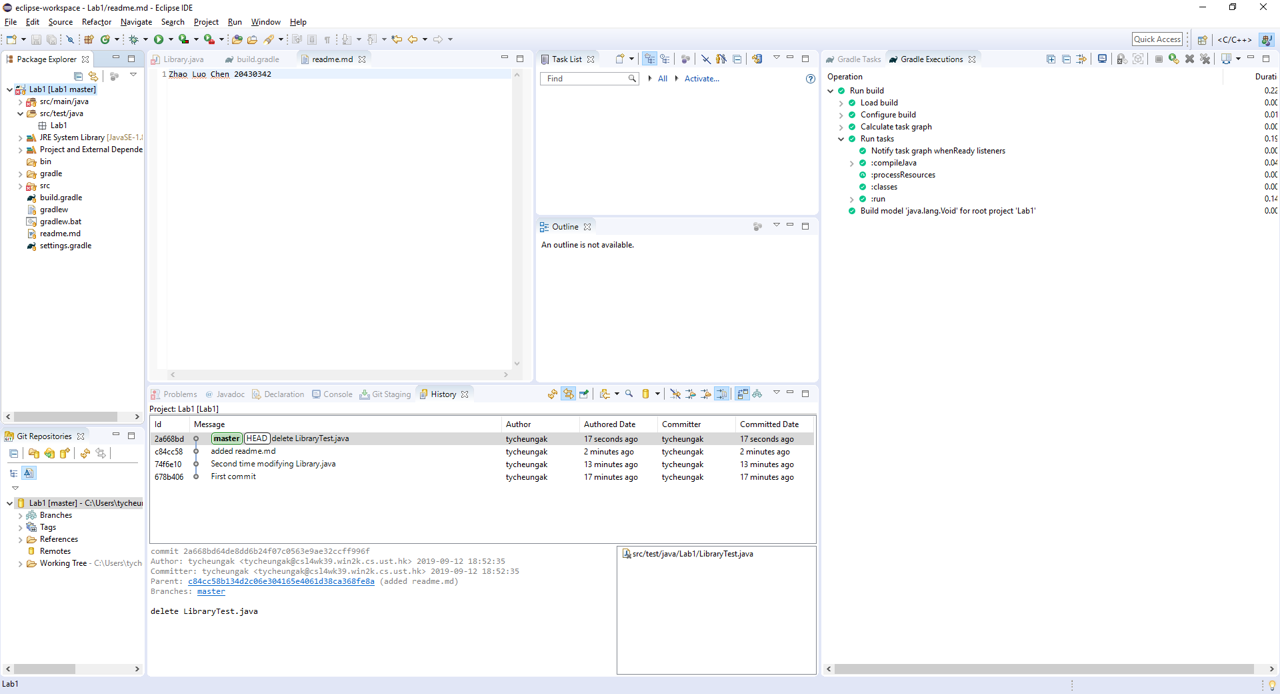 eclipse-workspace - Lab1/readme.md - Eclipse IDE
File Edit Source Refactor Navigate Search Project Run Window Help
Quick Access
<C/C++>
Package Explorer
Lab1 [Lab1 master]
src/main/java
src/test/java
Lab1
JRE System Library [JavaSE-1.8
Project and External Depende
bin
gradle
src
build.gradle
gradlew
gradlew.bat
readme.md
settings.gradle
Git Repositories
Lab1 [master] - C:\Users\tycheun
Branches
Tags
References
Remotes
Working Tree - C:\Users\tych
Library.java build.gradle readme.md
1 Zhao Luo Chen 20430342
Task List
Find
All
Activate...
Outline
An outline is not available.
Problems Javadoc Declaration Console Git Staging History
Project: Lab1 [Lab1]
Id Message Author Authored Date Committer Committed Date
2a668bd master HEAD delete LibraryTest.java tycheungak 17 seconds ago tycheungak 17 seconds ago
c84cc58 added readme.md tycheungak 2 minutes ago tycheungak 2 minutes ago
74f6e10 Second time modifying Library.java tycheungak 13 minutes ago tycheungak 13 minutes ago
678b406 First commit tycheungak 17 minutes ago tycheungak 17 minutes ago
commit 2a668bd64de8dd6b24f07c0563e9ae32ccff996f
Author: tycheungak <tycheungak@csl4wk39.win2k.cs.ust.hk> 2019-09-12 18:52:35
Committer: tycheungak <tycheungak@csl4wk39.win2k.cs.ust.hk> 2019-09-12 18:52:35
Parent: c84cc58b134d2c06e304165e4061d38ca368fe8a (added readme.md)
Branches: master
delete LibraryTest.java
src/test/java/Lab1/LibraryTest.java
Gradle Tasks Gradle Executions
Operation Durati
Run build 0.22
Load build 0.00
Configure build 0.01
Calculate task graph 0.00
Run tasks 0.19
Notify task graph whenReady listeners 0.00
:compileJava 0.04
:processResources 0.00
:classes 0.00
:run 0.14
Build model 'java.lang.Void' for root project 'Lab1' 0.00
Lab1